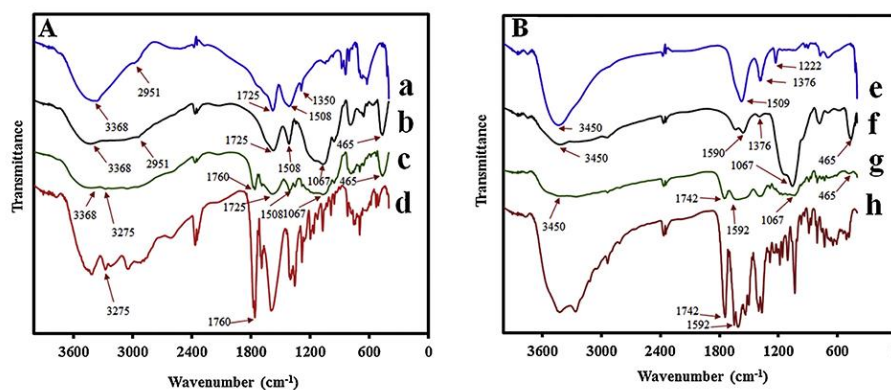 A
Transmittance
2951
3368
a
1725
1350
1508
b
3368
2951
1725
1508
1067
465
c
1760
3368
3275
1725
1508
1067
465
d
3275
1760
3600 3000 2400 1800 1200 600 0
Wavenumber (cm-1)
B
Transmittance
e
1222
1376
1509
3450
f
1590
1376
3450
1067
465
g
1742
3450
1592
1067
465
h
1742
1592
3600 3000 2400 1800 1200 600 0
Wavenumber (cm-1)